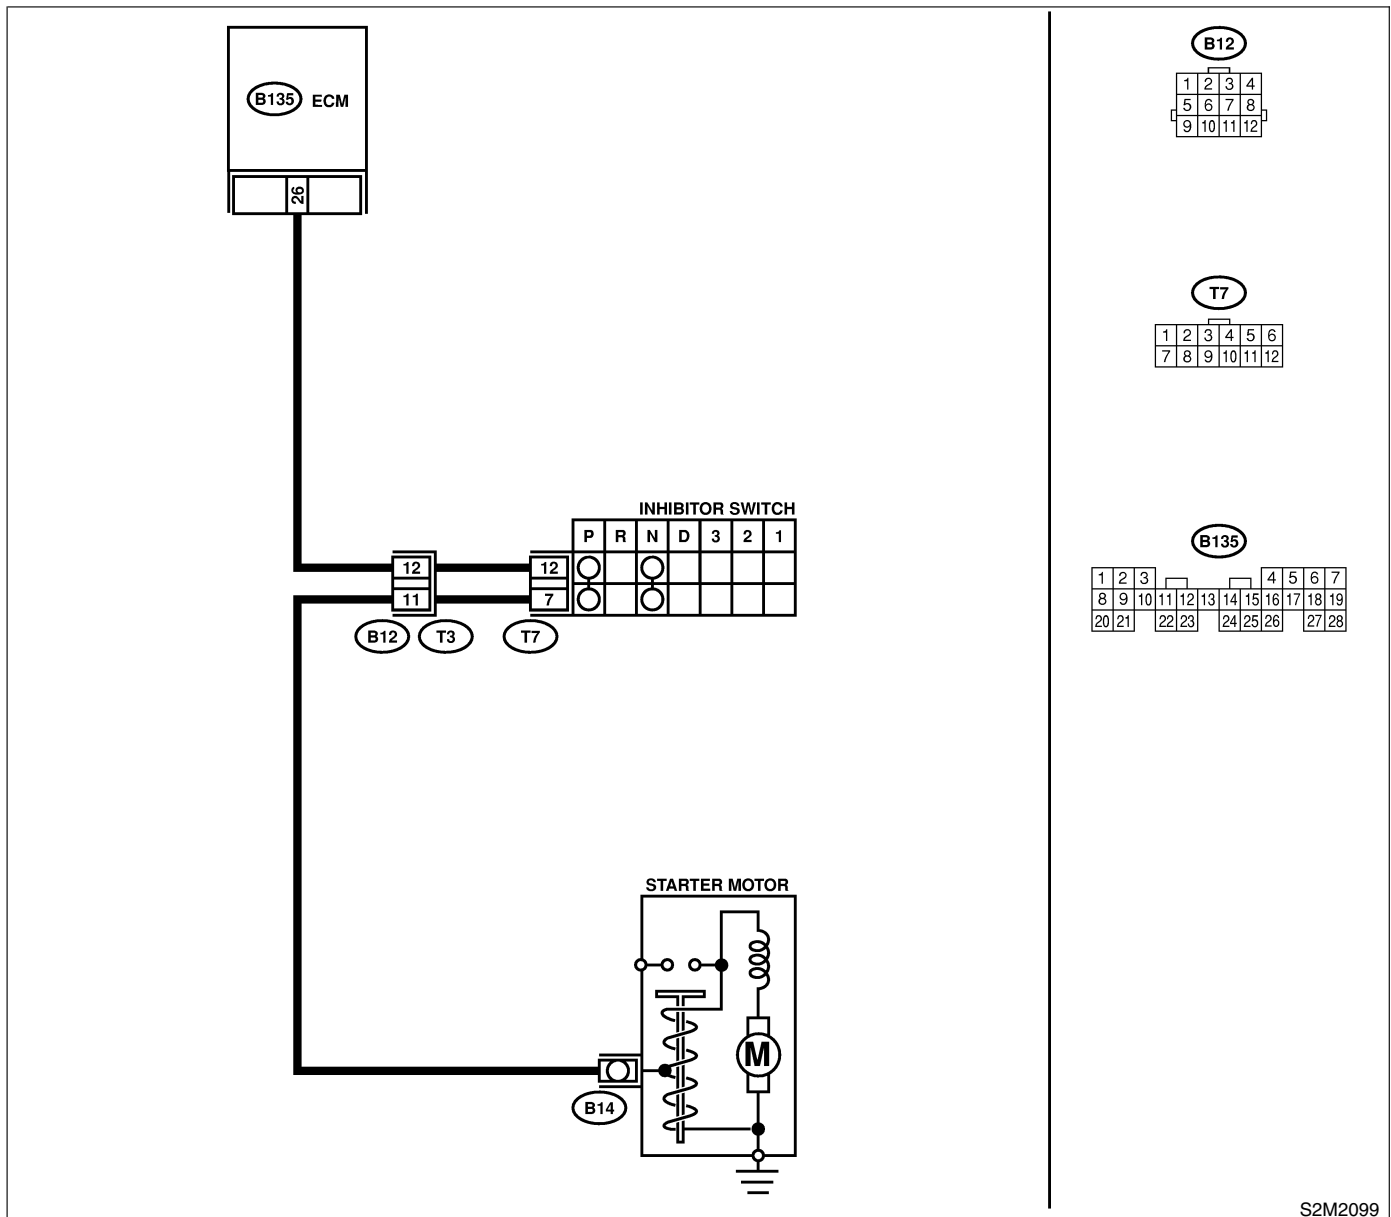 B135 ECM
26
INHIBITOR SWITCH
P R N D 3 2 1
12 12
11 7
B12 T3 T7
STARTER MOTOR
M
B14
B12
1 2 3 4
5 6 7 8
9 10 11 12
T7
1 2 3 4 5 6
7 8 9 10 11 12
B135
1 2 3 4 5 6 7
8 9 10 11 12 13 14 15 16 17 18 19
20 21 22 23 24 25 26 27 28
S2M2099